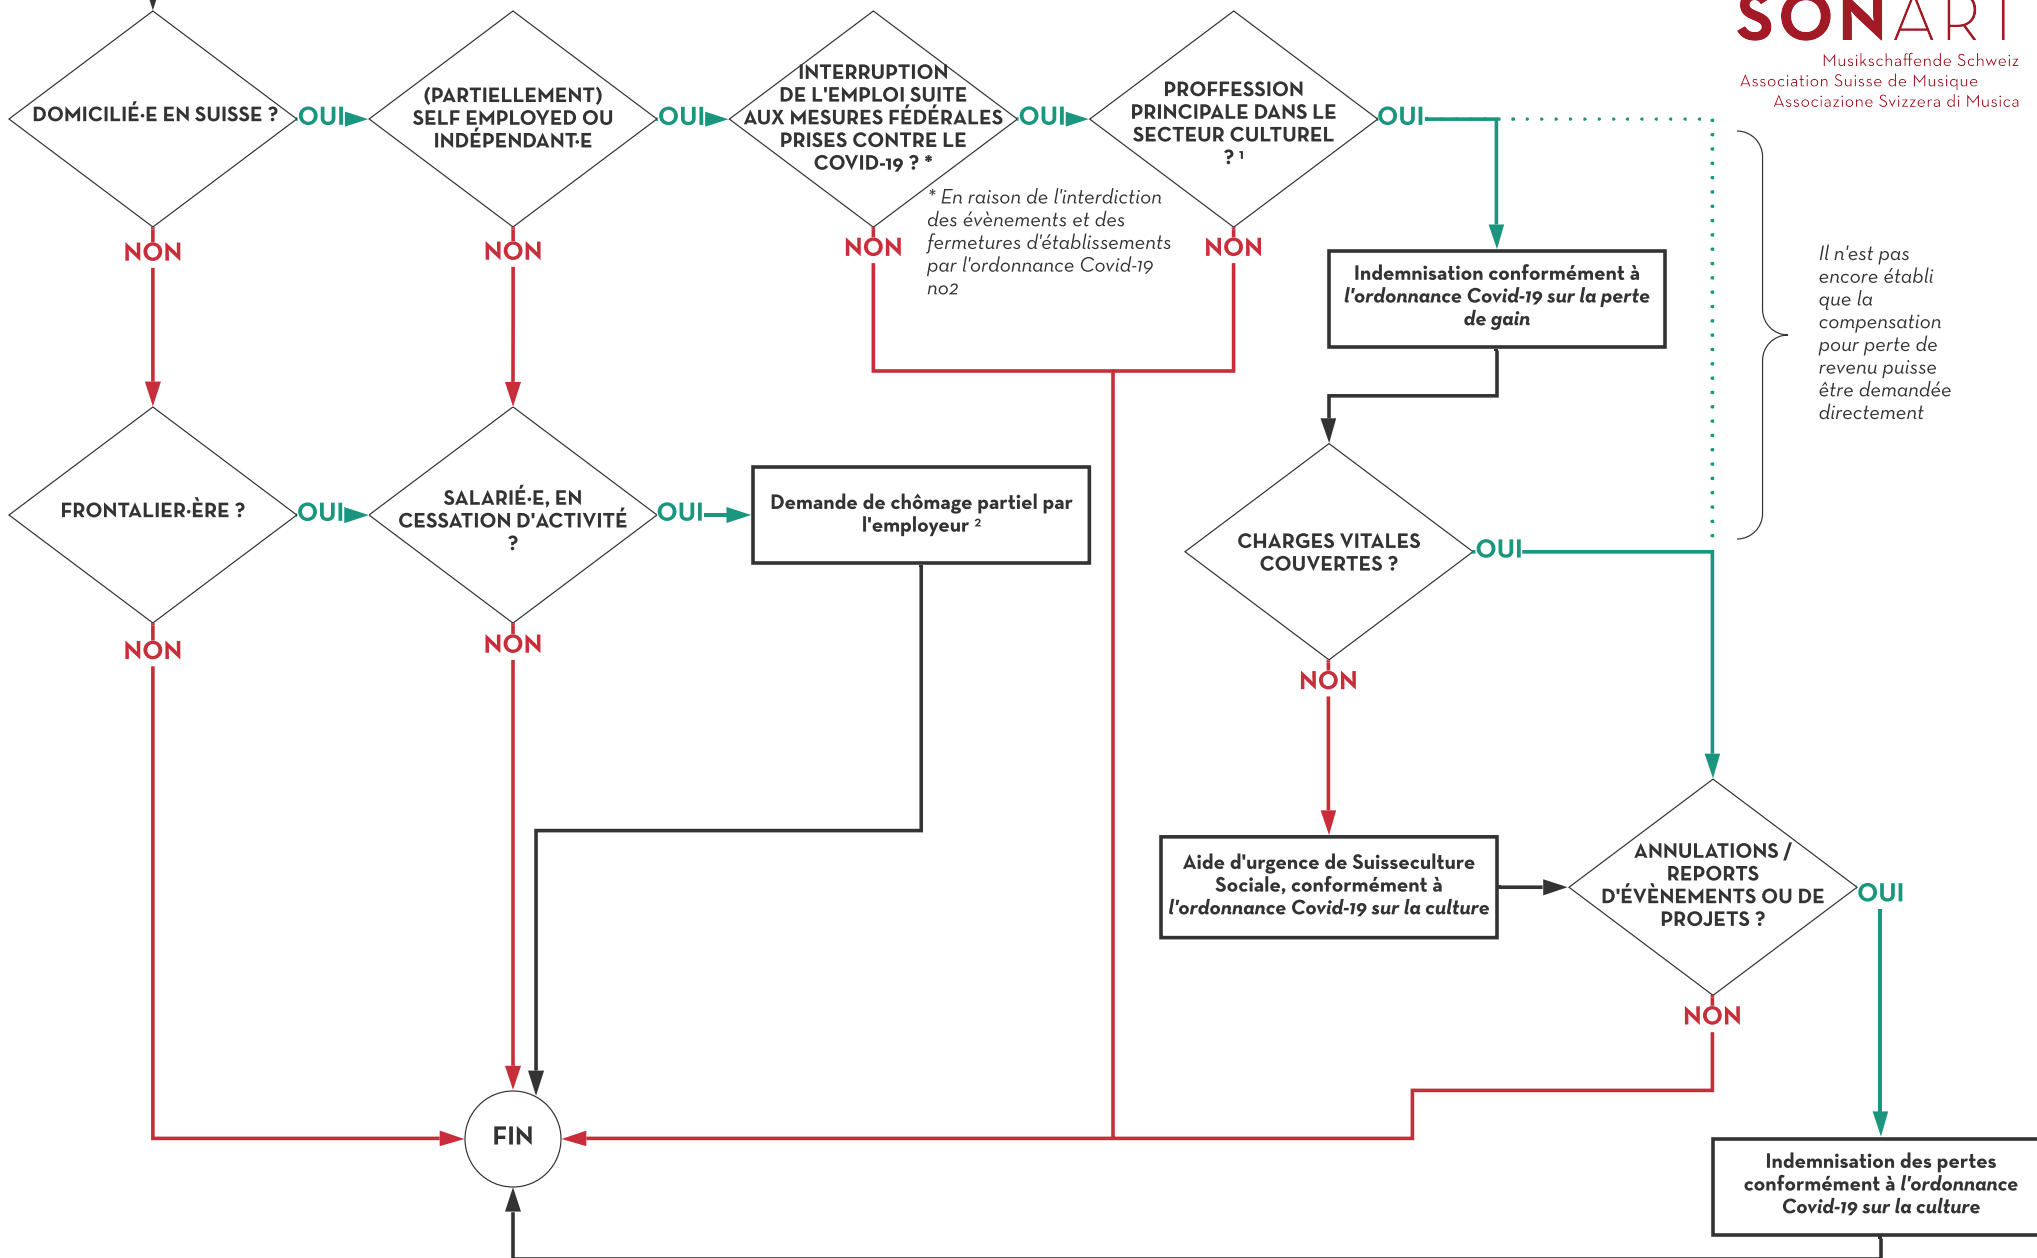 SONART
Musikschaffende Schweiz
Association Suisse de Musique
Associazione Svizzera di Musica
DOMICILIÉ·E EN SUISSE ?
OUI
NON
(PARTIELLEMENT)
SELF EMPLOYED OU
INDÉPENDANT·E
OUI
NON
INTERRUPTION
DE L'EMPLOI SUITE
AUX MESURES FÉDÉRALES
PRISES CONTRE LE
COVID-19 ? *
OUI
NON
* En raison de l'interdiction
des évènements et des
fermetures d'établissements
par l'ordonnance Covid-19
no2
PROFFESSION
PRINCIPALE DANS LE
SECTEUR CULTUREL
? ¹
OUI
NON
Indemnisation conformément à
l'ordonnance Covid-19 sur la perte
de gain
Il n'est pas
encore établi
que la
compensation
pour perte de
revenu puisse
être demandée
directement
FRONTALIER·ÈRE ?
OUI
NON
SALARIÉ·E, EN
CESSATION D'ACTIVITÉ
?
OUI
NON
Demande de chômage partiel par
l'employeur ²
CHARGES VITALES
COUVERTES ?
OUI
NON
Aide d'urgence de Suisseculture
Sociale, conformément à
l'ordonnance Covid-19 sur la culture
ANNULATIONS /
REPORTS
D'ÉVÈNEMENTS OU DE
PROJETS ?
OUI
NON
FIN
Indemnisation des pertes
conformément à l'ordonnance
Covid-19 sur la culture